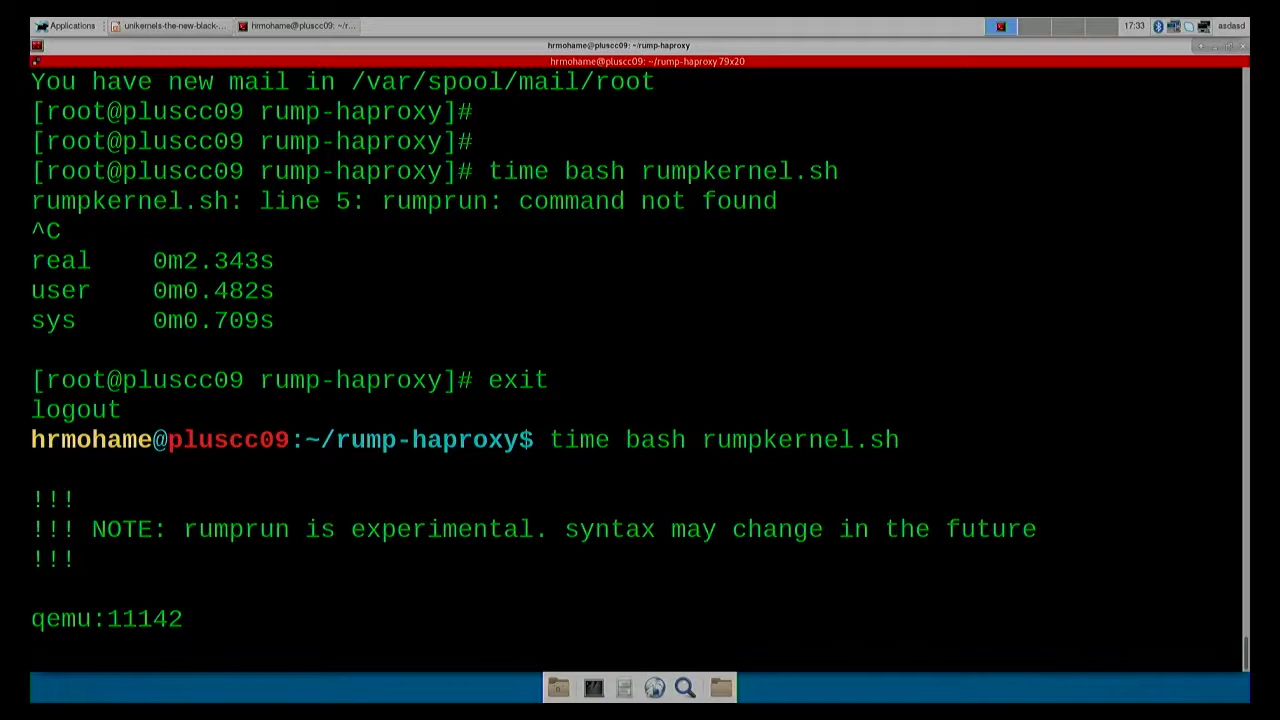 Applications
unikernels-the-new-black-...
hrmohame@pluscc09: ~/r...
17:33
asdasd
hrmohame@pluscc09: ~/rump-haproxy
hrmohame@pluscc09: ~/rump-haproxy 79x20
You have new mail in /var/spool/mail/root
[root@pluscc09 rump-haproxy]#
[root@pluscc09 rump-haproxy]#
[root@pluscc09 rump-haproxy]# time bash rumpkernel.sh
rumpkernel.sh: line 5: rumprun: command not found
^C
real 0m2.343s
user 0m0.482s
sys 0m0.709s
[root@pluscc09 rump-haproxy]# exit
logout
hrmohame@pluscc09:~/rump-haproxy$ time bash rumpkernel.sh
!!!
!!! NOTE: rumprun is experimental. syntax may change in the future
!!!
qemu:11142